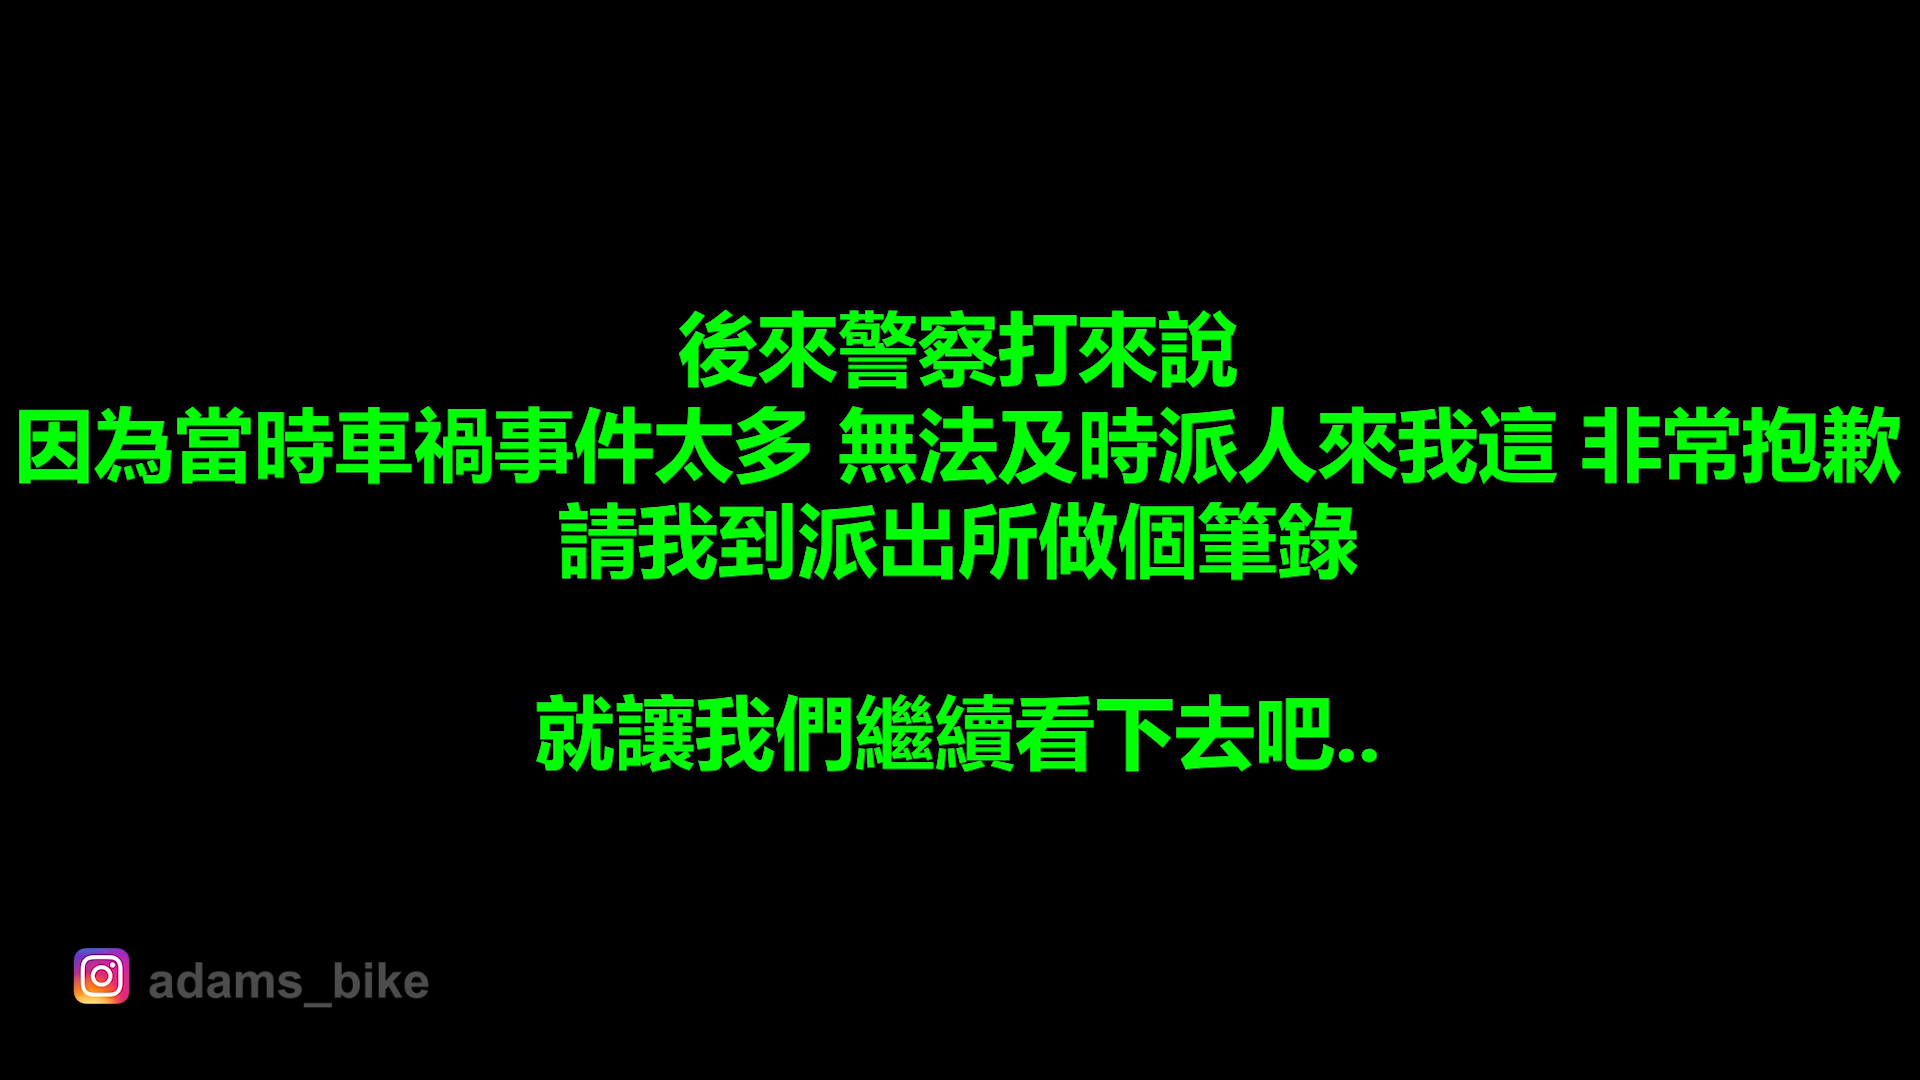 後來警察打來說
因為當時車禍事件太多 無法及時派人來我這 非常抱歉
請我到派出所做個筆錄
就讓我們繼續看下去吧..
adams_bike